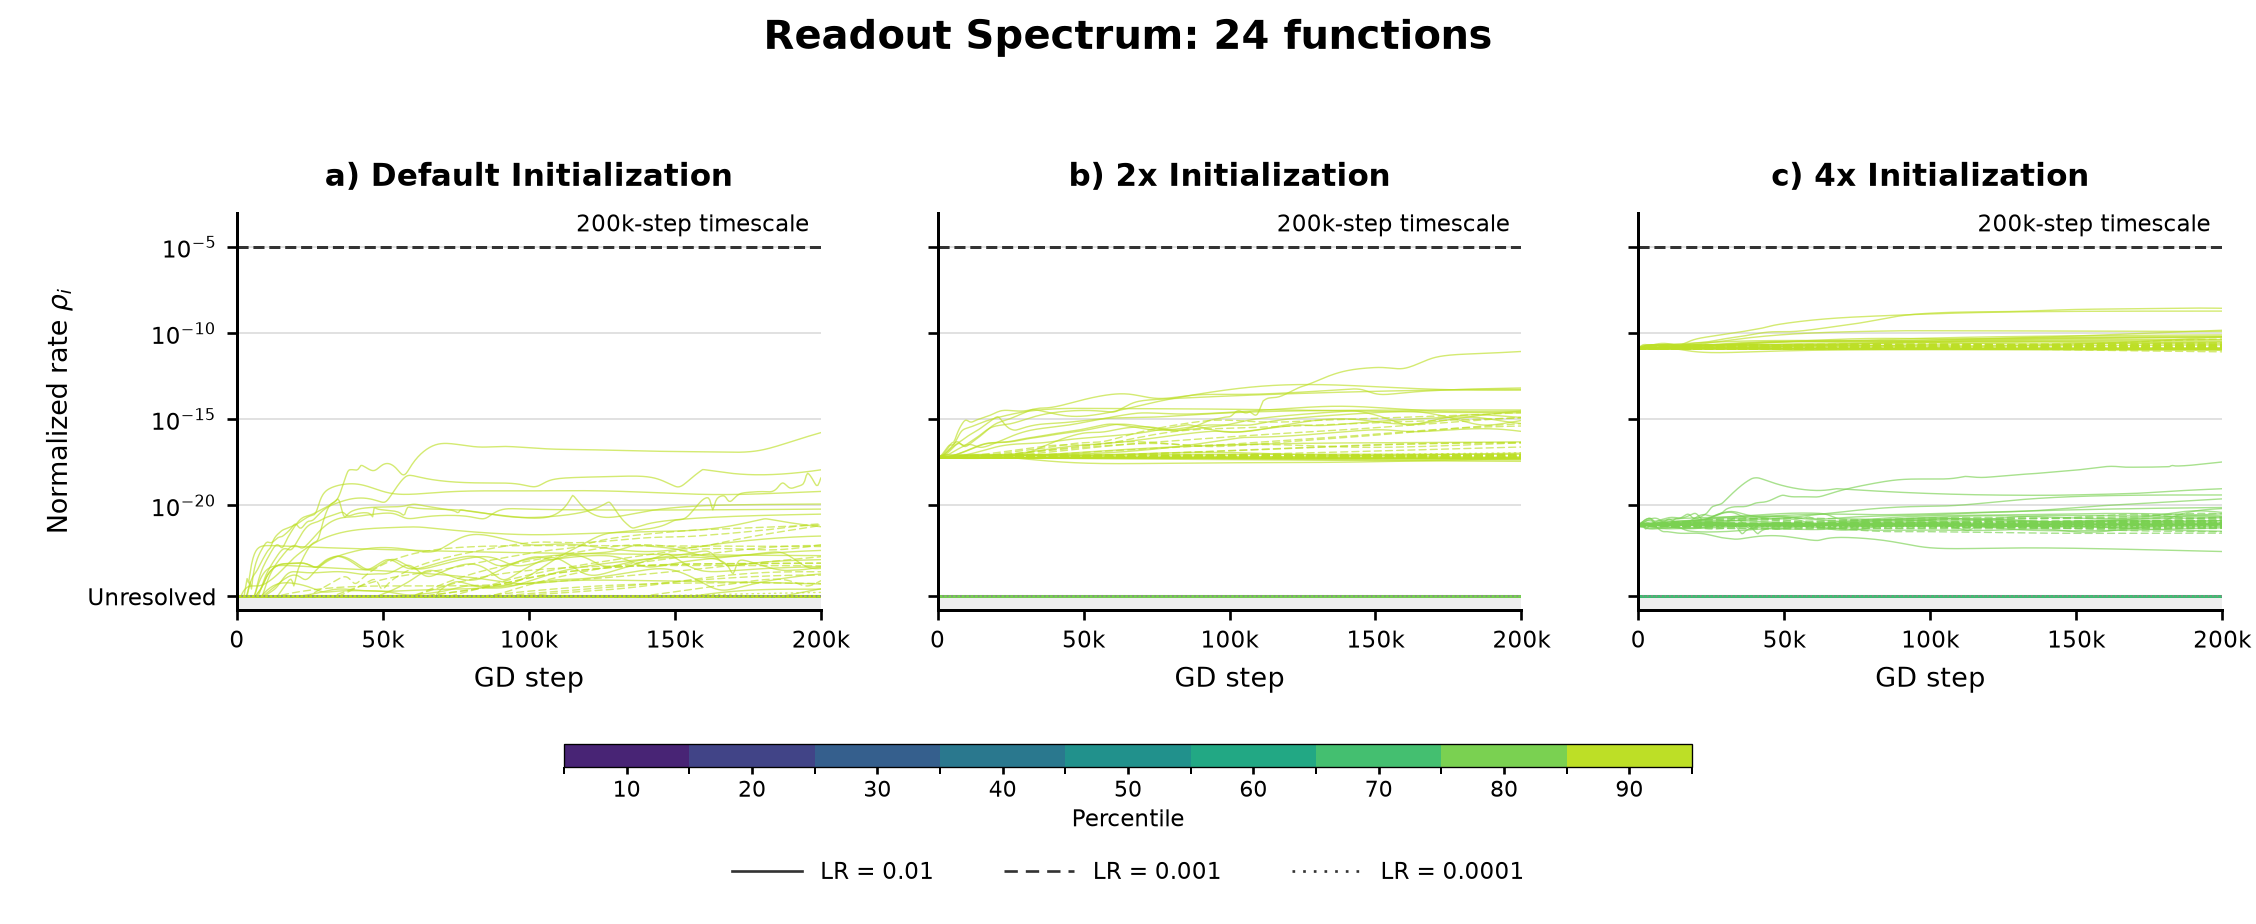 Readout Spectrum: 24 functions
a) Default Initialization
b) 2x Initialization
c) 4x Initialization
200k-step timescale
200k-step timescale
200k-step timescale
Normalized rate ρᵢ
10⁻⁵
10⁻¹⁰
10⁻¹⁵
10⁻²⁰
Unresolved
0 50k 100k 150k 200k
0 50k 100k 150k 200k
0 50k 100k 150k 200k
GD step
GD step
GD step
10 20 30 40 50 60 70 80 90
Percentile
LR = 0.01
LR = 0.001
LR = 0.0001